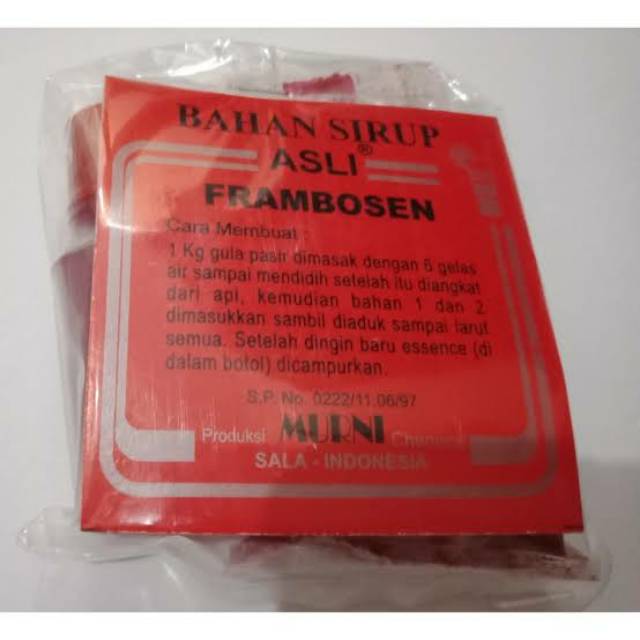 BAHAN SIRUP
ASLI®
FRAMBOSEN
Cara Membuat :
1 Kg gula pasir dimasak dengan 6 gelas
air sampai mendidih setelah itu diangkat
dari api, kemudian bahan 1 dan 2
dimasukkan sambil diaduk sampai larut
semua. Setelah dingin baru essence (di
dalam botol) dicampurkan.
S.P. No. 0222/11.06/97
Produksi MURNI
SALA - INDONESIA